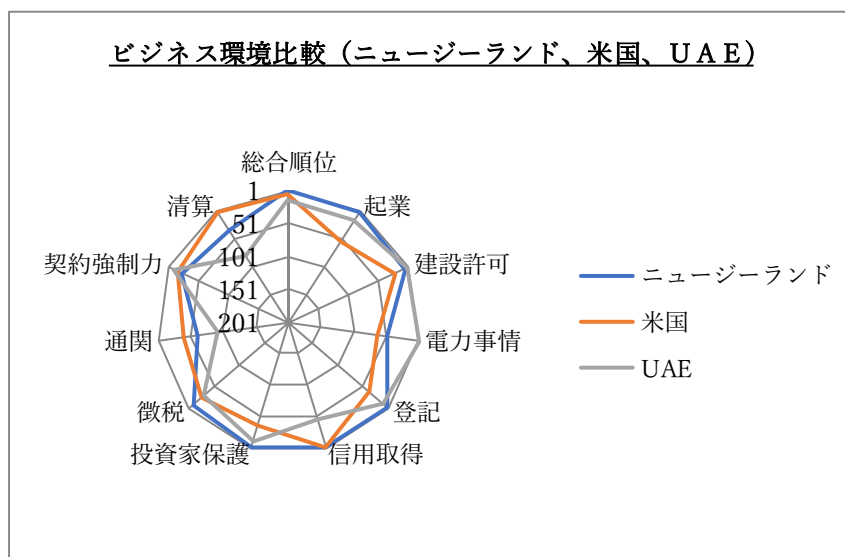 ビジネス環境比較（ニュージーランド、米国、ＵＡＥ）
総合順位
起業
建設許可
電力事情
登記
信用取得
投資家保護
徴税
通関
契約強制力
清算
1
51
101
151
201
ニュージーランド
米国
UAE